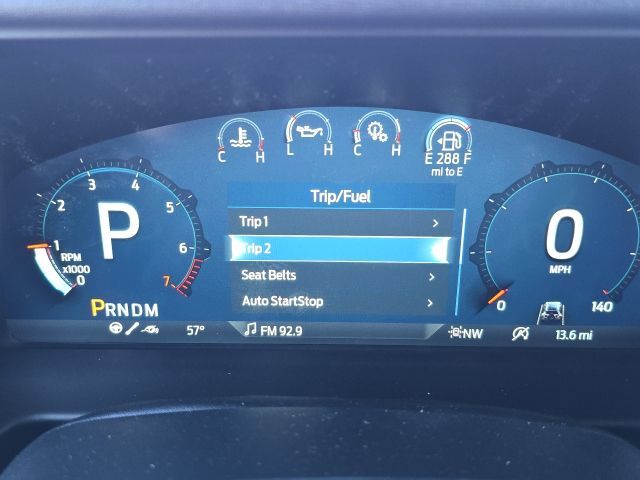 C H
L H
C H
E 288 F
mi to E
Trip/Fuel
Trip 1
Trip 2
Seat Belts
Auto StartStop
P
1 2 3 4 5 6 7
RPM
x1000
0
PRNDM
0
MPH
0 140
57°
FM 92.9
NW
13.6 mi